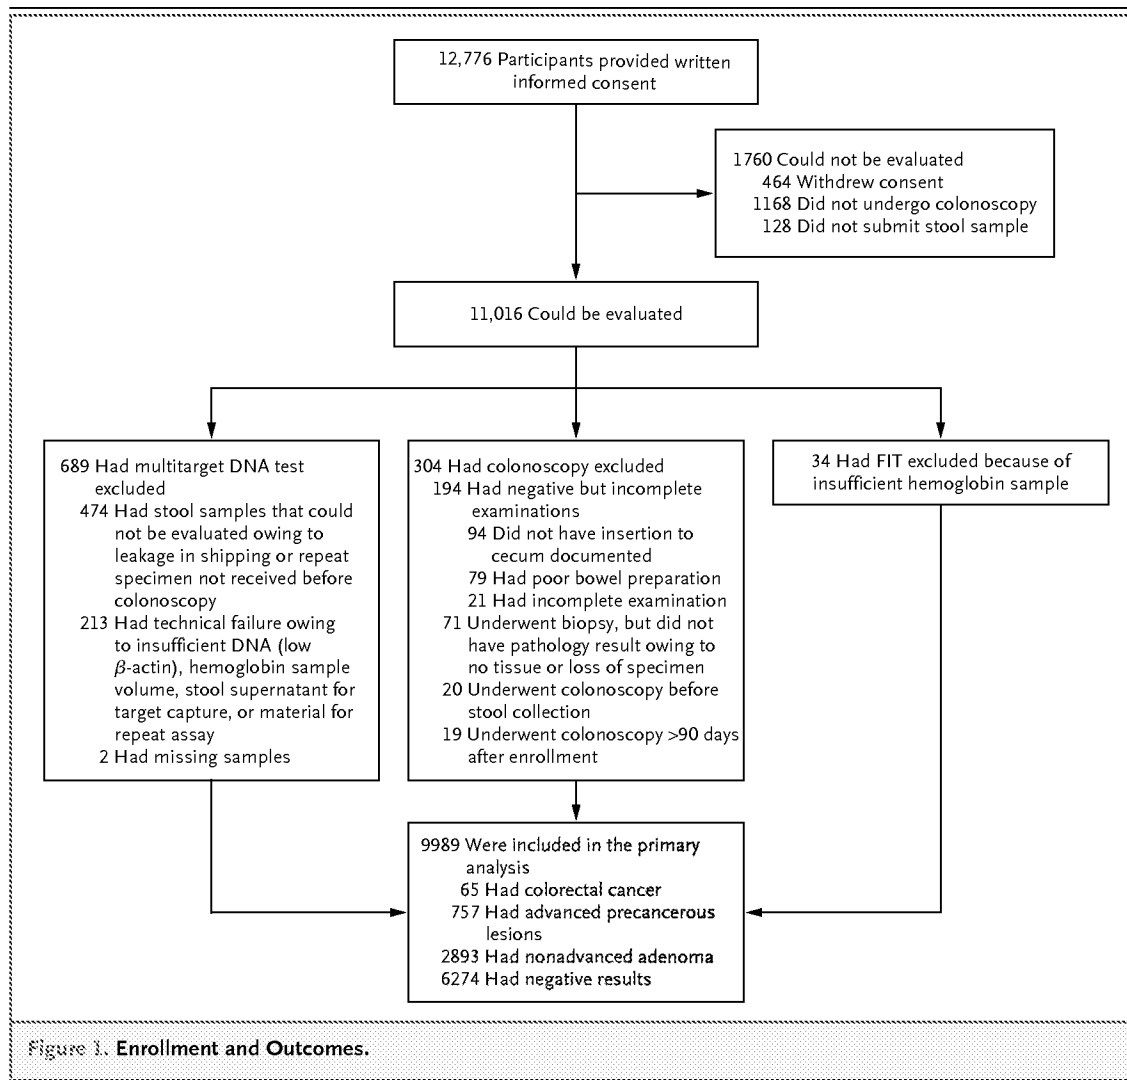 12,776 Participants provided written
informed consent
1760 Could not be evaluated
464 Withdrew consent
1168 Did not undergo colonoscopy
128 Did not submit stool sample
11,016 Could be evaluated
689 Had multitarget DNA test
excluded
474 Had stool samples that could
not be evaluated owing to
leakage in shipping or repeat
specimen not received before
colonoscopy
213 Had technical failure owing
to insufficient DNA (low
β-actin), hemoglobin sample
volume, stool supernatant for
target capture, or material for
repeat assay
2 Had missing samples
304 Had colonoscopy excluded
194 Had negative but incomplete
examinations
94 Did not have insertion to
cecum documented
79 Had poor bowel preparation
21 Had incomplete examination
71 Underwent biopsy, but did not
have pathology result owing to
no tissue or loss of specimen
20 Underwent colonoscopy before
stool collection
19 Underwent colonoscopy >90 days
after enrollment
34 Had FIT excluded because of
insufficient hemoglobin sample
9989 Were included in the primary
analysis
65 Had colorectal cancer
757 Had advanced precancerous
lesions
2893 Had nonadvanced adenoma
6274 Had negative results
Figure 1. Enrollment and Outcomes.